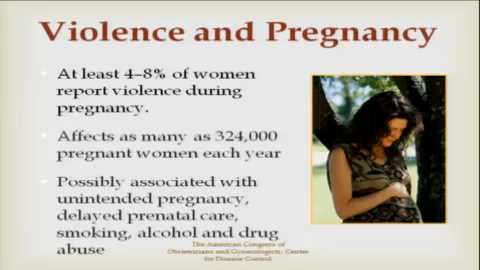 Violence and Pregnancy
At least 4–8% of women
report violence during
pregnancy.
Affects as many as 324,000
pregnant women each year
Possibly associated with
unintended pregnancy,
delayed prenatal care,
smoking, alcohol and drug
abuse
The American Congress of
Obstetricians and Gynecologists; Center
for Disease Control